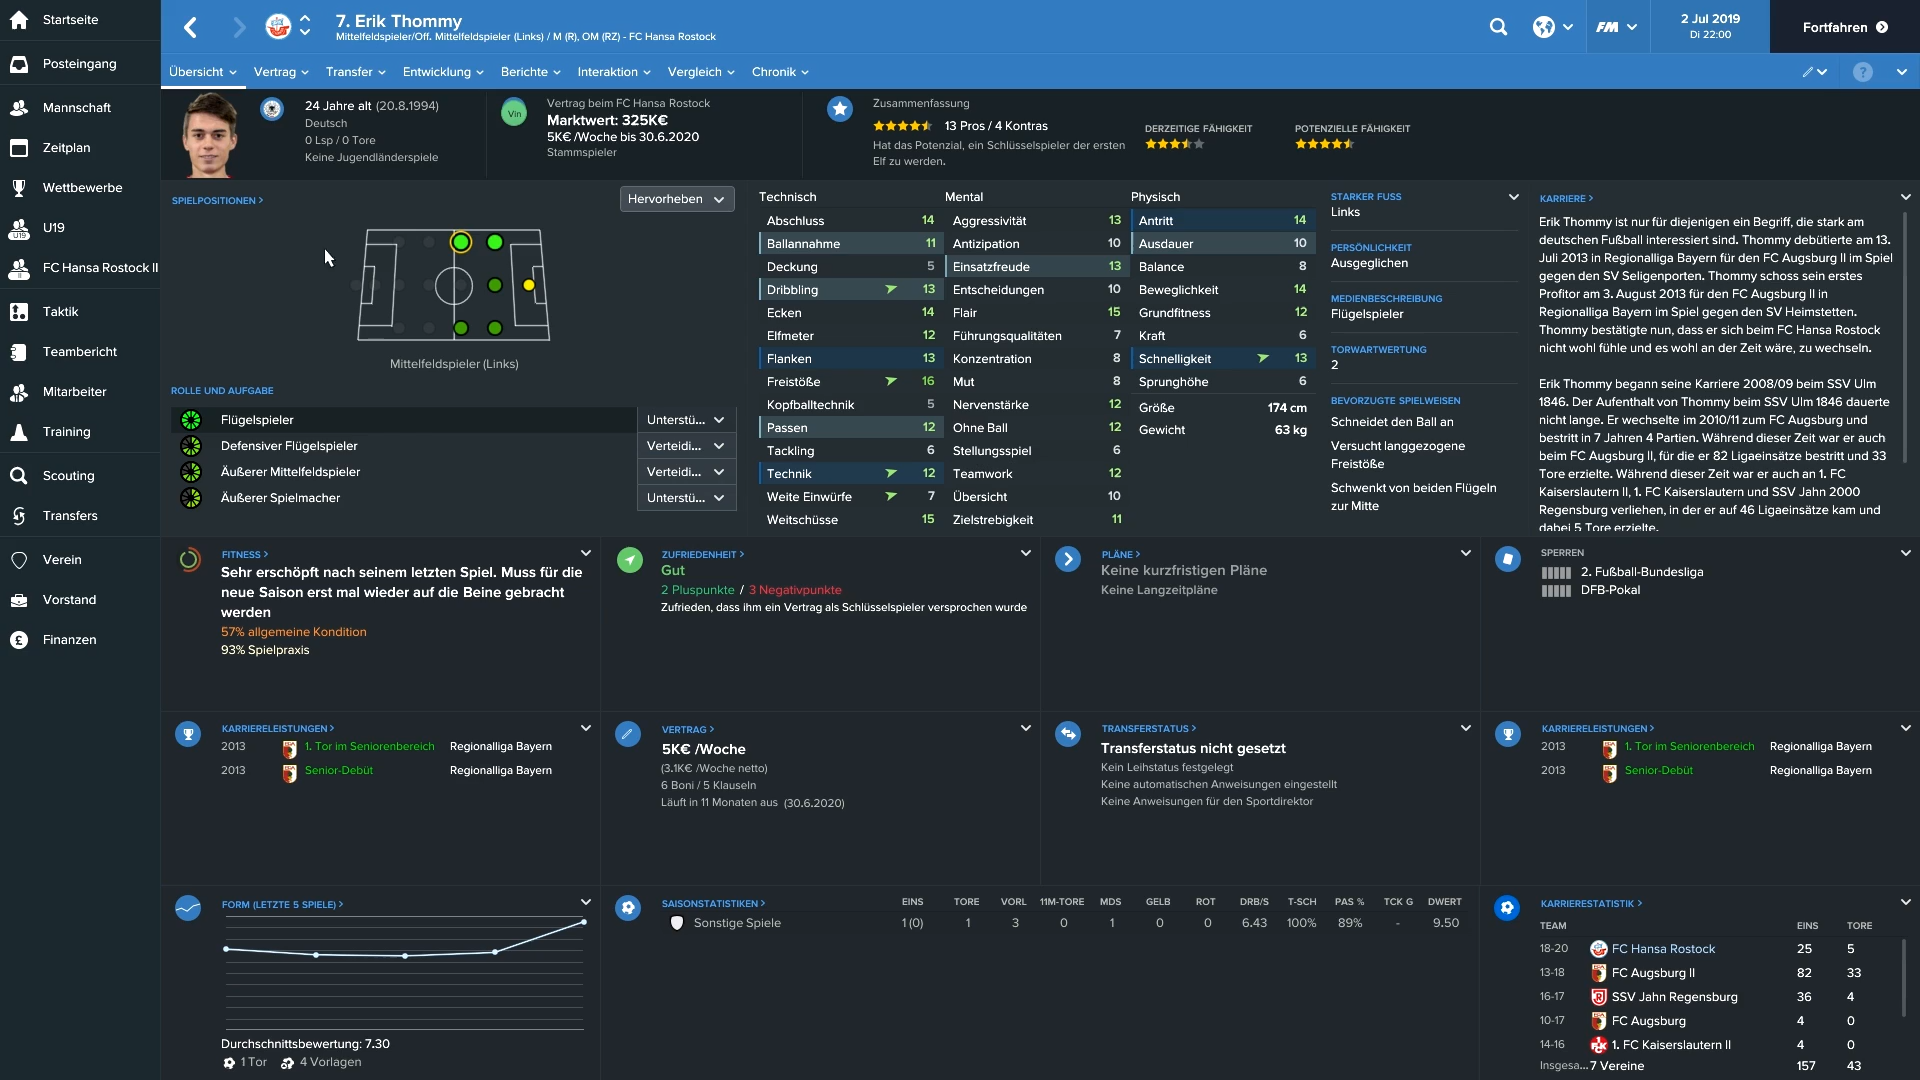 Startseite
Posteingang
Mannschaft
Zeitplan
Wettbewerbe
U19
FC Hansa Rostock II
Taktik
Teambericht
Mitarbeiter
Training
Scouting
Transfers
Verein
Vorstand
Finanzen
7. Erik Thommy
Mittelfeldspieler/Off. Mittelfeldspieler (Links) / M (R), OM (RZ) - FC Hansa Rostock
FM
2 Jul 2019
Di 22:00
Fortfahren
Übersicht
Vertrag
Transfer
Entwicklung
Berichte
Interaktion
Vergleich
Chronik
?
24 Jahre alt (20.8.1994)
Deutsch
0 Lsp / 0 Tore
Keine Jugendländerspiele
Vin
Vertrag beim FC Hansa Rostock
Marktwert: 325K€
5K€ /Woche bis 30.6.2020
Stammspieler
Zusammenfassung
13 Pros / 4 Kontras
Hat das Potenzial, ein Schlüsselspieler der ersten
Elf zu werden.
DERZEITIGE FÄHIGKEIT
POTENZIELLE FÄHIGKEIT
SPIELPOSITIONEN >
Hervorheben
Mittelfeldspieler (Links)
ROLLE UND AUFGABE
Flügelspieler Unterstü...
Defensiver Flügelspieler Verteidi...
Äußerer Mittelfeldspieler Verteidi...
Äußerer Spielmacher Unterstü...
Technisch
Abschluss 14
Ballannahme 11
Deckung 5
Dribbling 13
Ecken 14
Elfmeter 12
Flanken 13
Freistöße 16
Kopfballtechnik 5
Passen 12
Tackling 6
Technik 12
Weite Einwürfe 7
Weitschüsse 15
Mental
Aggressivität 13
Antizipation 10
Einsatzfreude 13
Entscheidungen 10
Flair 15
Führungsqualitäten 7
Konzentration 8
Mut 8
Nervenstärke 12
Ohne Ball 12
Stellungsspiel 6
Teamwork 12
Übersicht 10
Zielstrebigkeit 11
Physisch
Antritt 14
Ausdauer 10
Balance 8
Beweglichkeit 14
Grundfitness 12
Kraft 6
Schnelligkeit 13
Sprunghöhe 6
Größe 174 cm
Gewicht 63 kg
STARKER FUSS
Links
PERSÖNLICHKEIT
Ausgeglichen
MEDIENBESCHREIBUNG
Flügelspieler
TORWARTWERTUNG
2
BEVORZUGTE SPIELWEISEN
Schneidet den Ball an
Versucht langgezogene
Freistöße
Schwenkt von beiden Flügeln
zur Mitte
KARRIERE >
Erik Thommy ist nur für diejenigen ein Begriff, die stark am
deutschen Fußball interessiert sind. Thommy debütierte am 13.
Juli 2013 in Regionalliga Bayern für den FC Augsburg II im Spiel
gegen den SV Seligenporten. Thommy schoss sein erstes
Profitor am 3. August 2013 für den FC Augsburg II in
Regionalliga Bayern im Spiel gegen den SV Heimstetten.
Thommy bestätigte nun, dass er sich beim FC Hansa Rostock
nicht wohl fühle und es wohl an der Zeit wäre, zu wechseln.
Erik Thommy begann seine Karriere 2008/09 beim SSV Ulm
1846. Der Aufenthalt von Thommy beim SSV Ulm 1846 dauerte
nicht lange. Er wechselte im 2010/11 zum FC Augsburg und
bestritt in 7 Jahren 4 Partien. Während dieser Zeit war er auch
beim FC Augsburg II, für die er 82 Ligaeinsätze bestritt und 33
Tore erzielte. Während dieser Zeit war er auch an 1. FC
Kaiserslautern II, 1. FC Kaiserslautern und SSV Jahn 2000
Regensburg verliehen, in der er auf 46 Ligaeinsätze kam und
dabei 5 Tore erzielte.
FITNESS >
Sehr erschöpft nach seinem letzten Spiel. Muss für die
neue Saison erst mal wieder auf die Beine gebracht
werden
57% allgemeine Kondition
93% Spielpraxis
ZUFRIEDENHEIT >
Gut
2 Pluspunkte / 3 Negativpunkte
Zufrieden, dass ihm ein Vertrag als Schlüsselspieler versprochen wurde
PLÄNE >
Keine kurzfristigen Pläne
Keine Langzeitpläne
SPERREN
2. Fußball-Bundesliga
DFB-Pokal
KARRIERELEISTUNGEN >
2013 1. Tor im Seniorenbereich Regionalliga Bayern
2013 Senior-Debüt Regionalliga Bayern
VERTRAG >
5K€ /Woche
(3.1K€ /Woche netto)
6 Boni / 5 Klauseln
Läuft in 11 Monaten aus (30.6.2020)
TRANSFERSTATUS >
Transferstatus nicht gesetzt
Kein Leihstatus festgelegt
Keine automatischen Anweisungen eingestellt
Keine Anweisungen für den Sportdirektor
KARRIERELEISTUNGEN >
2013 1. Tor im Seniorenbereich Regionalliga Bayern
2013 Senior-Debüt Regionalliga Bayern
FORM (LETZTE 5 SPIELE) >
Durchschnittsbewertung: 7.30
1 Tor 4 Vorlagen
SAISONSTATISTIKEN > EINS TORE VORL 11M-TORE MDS GELB ROT DRB/S T-SCH PAS % TCK G DWERT
Sonstige Spiele 1 (0) 1 3 0 1 0 0 6.43 100% 89% - 9.50
KARRIERESTATISTIK >
TEAM EINS TORE
18-20 FC Hansa Rostock 25 5
13-18 FC Augsburg II 82 33
16-17 SSV Jahn Regensburg 36 4
10-17 FC Augsburg 4 0
14-16 1. FC Kaiserslautern II 4 0
Insgesa... 7 Vereine 157 43